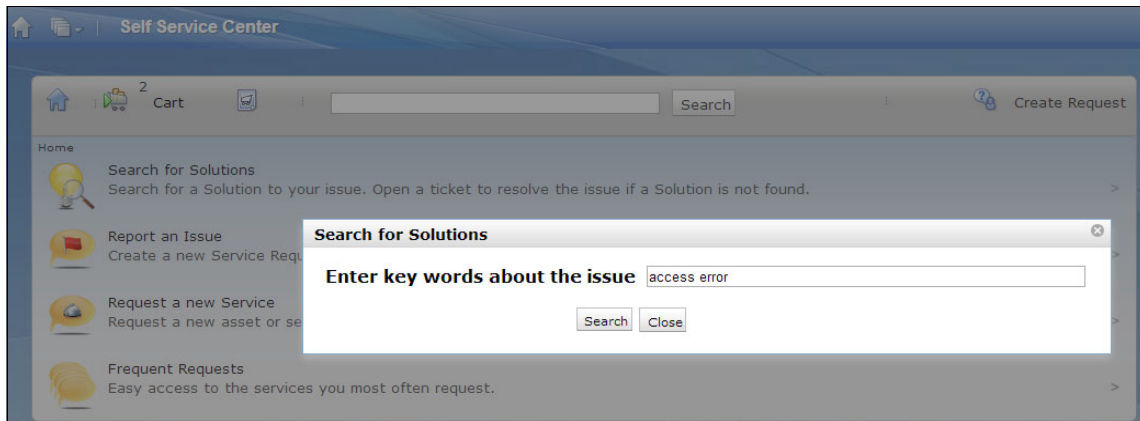 Self Service Center
2
Cart
Search
Create Request
Home
Search for Solutions
Search for a Solution to your issue. Open a ticket to resolve the issue if a Solution is not found.
>
Report an Issue
Create a new Service Requ
>
Search for Solutions
Enter key words about the issue access error
Search Close
Request a new Service
Request a new asset or se
>
Frequent Requests
Easy access to the services you most often request.
>